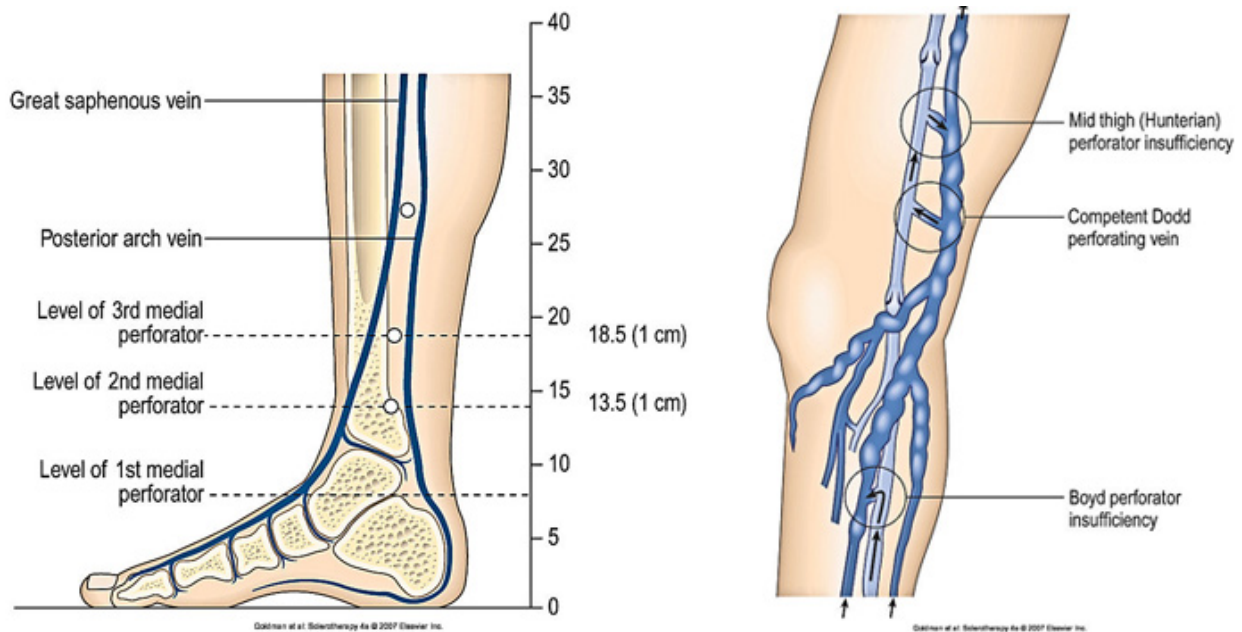 Great saphenous vein
Posterior arch vein
Level of 3rd medial
perforator
Level of 2nd medial
perforator
Level of 1st medial
perforator
40
35
30
25
20
15
10
5
0
18.5 (1 cm)
13.5 (1 cm)
Goldman et al: Sclerotherapy 4e © 2007 Elsevier Inc.
Mid thigh (Hunterian)
perforator insufficiency
Competent Dodd
perforating vein
Boyd perforator
insufficiency
Goldman et al: Sclerotherapy 4e © 2007 Elsevier Inc.